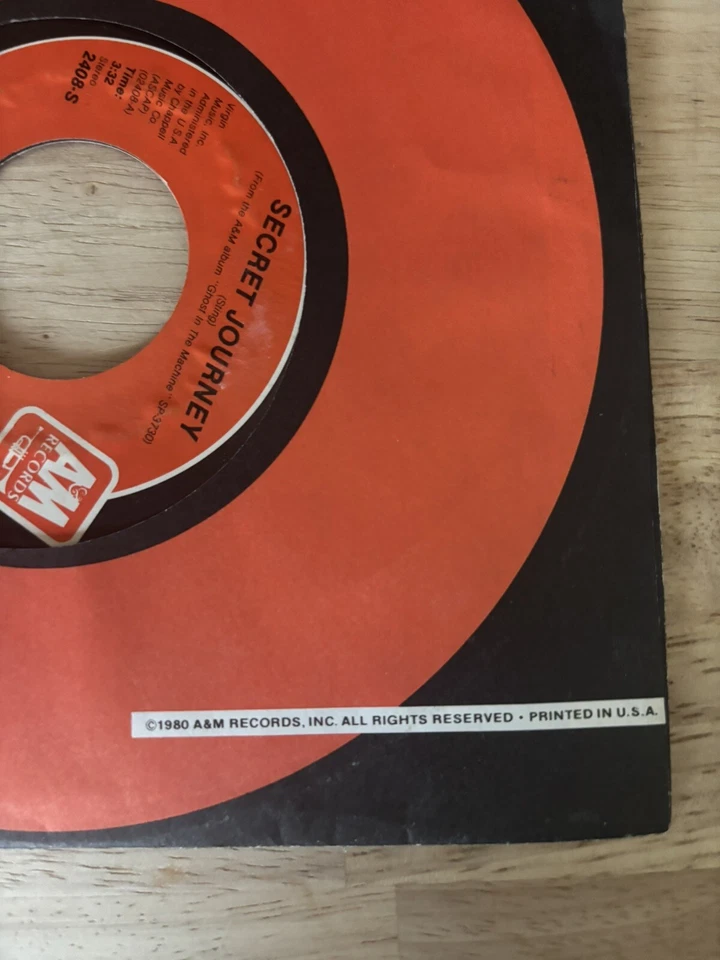 SECRET JOURNEY
(Sting)
(From the A&M album "Ghost In The Machine" SP-3730)
Virgin
Music, Inc.
Administered
in the U.S.A.
by Chappell
Music Co.
(ASCAP)
(02408A)
Time:
3:32
Stereo
2408-S
A&M
RECORDS
©1980 A&M RECORDS, INC. ALL RIGHTS RESERVED • PRINTED IN U.S.A.